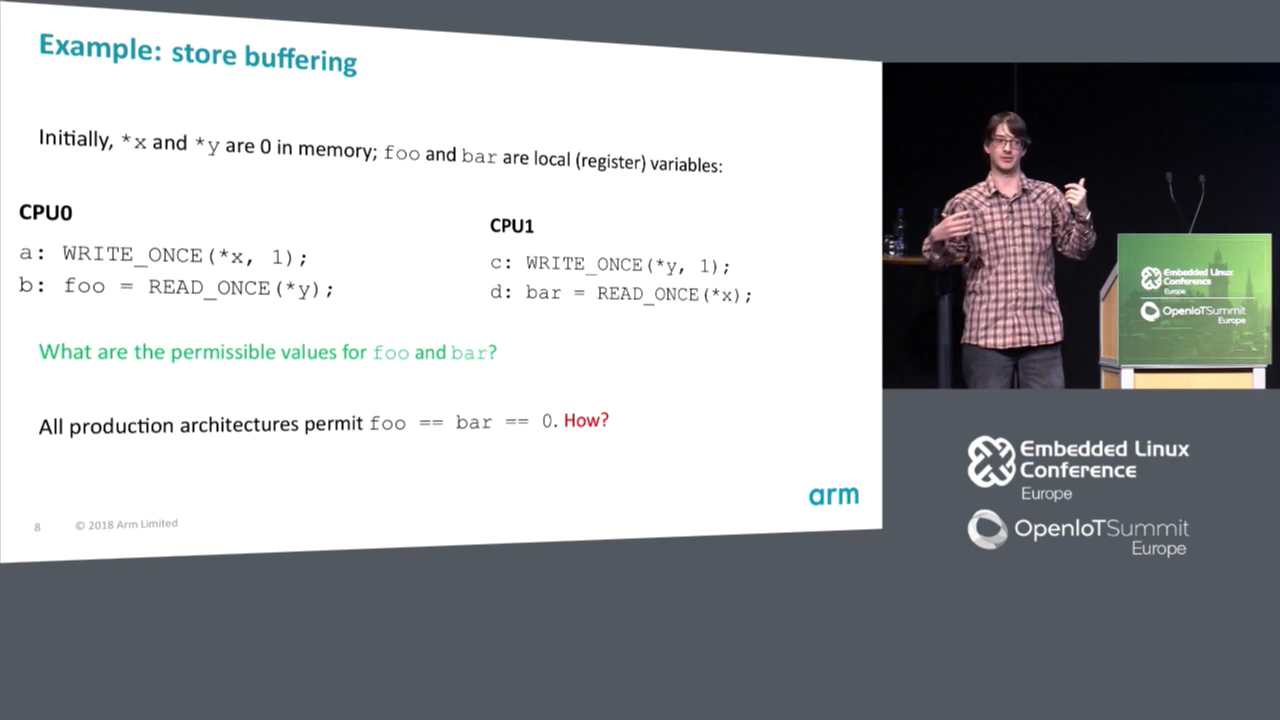 Example: store buffering
Initially, *x and *y are 0 in memory; foo and bar are local (register) variables:
CPU0
a: WRITE_ONCE(*x, 1);
b: foo = READ_ONCE(*y);
CPU1
c: WRITE_ONCE(*y, 1);
d: bar = READ_ONCE(*x);
What are the permissible values for foo and bar?
All production architectures permit foo == bar == 0. How?
arm
8 © 2018 Arm Limited
Embedded Linux
Conference
Europe
OpenIoTSummit
Europe
Embedded Linux
Conference
Europe
OpenIoTSummit
Europe